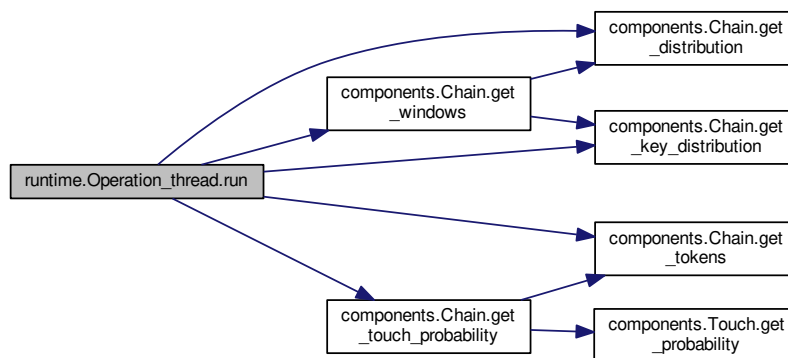 components.Chain.get
_distribution
components.Chain.get
_windows
components.Chain.get
_key_distribution
runtime.Operation_thread.run
components.Chain.get
_tokens
components.Chain.get
_touch_probability
components.Touch.get
_probability